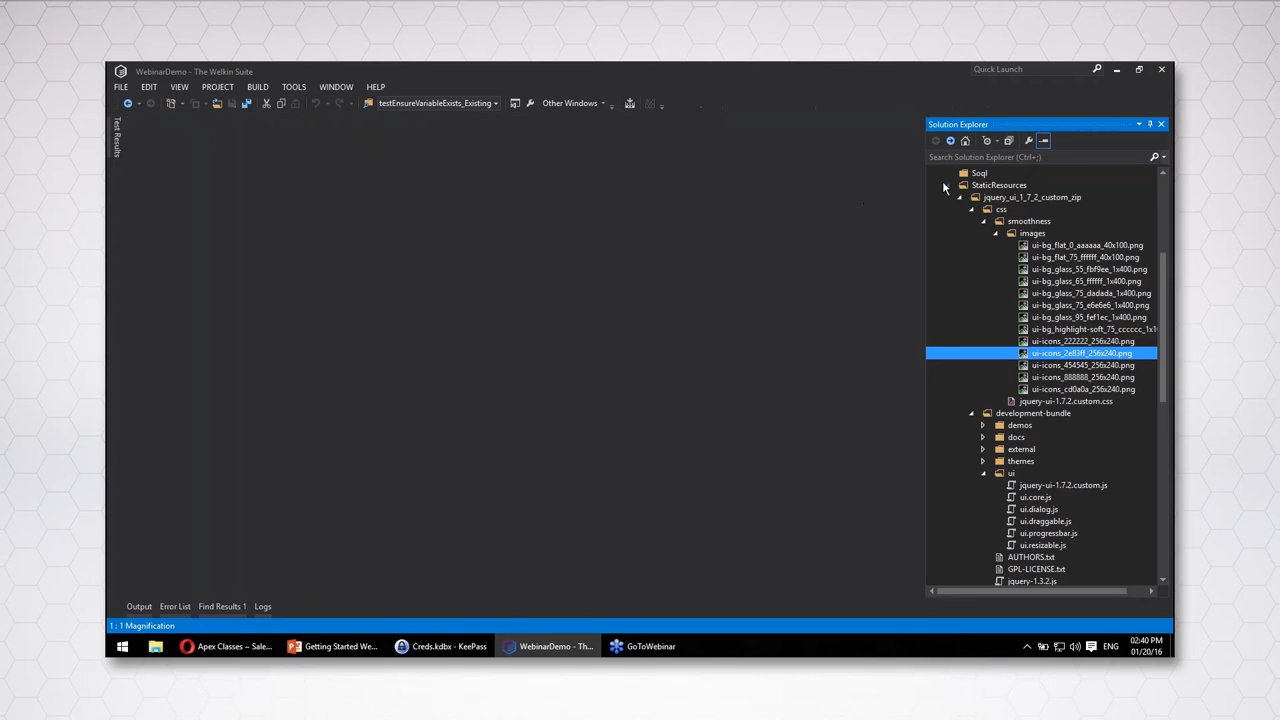 WebinarDemo - The Welkin Suite
Quick Launch
FILE EDIT VIEW PROJECT BUILD TOOLS WINDOW HELP
testEnsureVariableExists_Existing Other Windows
Test Results
Solution Explorer
Search Solution Explorer (Ctrl+;)
Soql
StaticResources
jquery_ui_1_7_2_custom_zip
css
smoothness
images
ui-bg_flat_0_aaaaaa_40x100.png
ui-bg_flat_75_ffffff_40x100.png
ui-bg_glass_55_fbf9ee_1x400.png
ui-bg_glass_65_ffffff_1x400.png
ui-bg_glass_75_dadada_1x400.png
ui-bg_glass_75_e6e6e6_1x400.png
ui-bg_glass_95_fef1ec_1x400.png
ui-bg_highlight-soft_75_cccccc_1x1
ui-icons_222222_256x240.png
ui-icons_2e83ff_256x240.png
ui-icons_454545_256x240.png
ui-icons_888888_256x240.png
ui-icons_cd0a0a_256x240.png
jquery-ui-1.7.2.custom.css
development-bundle
demos
docs
external
themes
ui
jquery-ui-1.7.2.custom.js
ui.core.js
ui.dialog.js
ui.draggable.js
ui.progressbar.js
ui.resizable.js
AUTHORS.txt
GPL-LICENSE.txt
jquery-1.3.2.js
Output Error List Find Results 1 Logs
1 : 1 Magnification
Apex Classes ~ Sale... Getting Started We... Creds.kdbx - KeePass WebinarDemo - Th... GoToWebinar ENG
02:40 PM
01/20/16